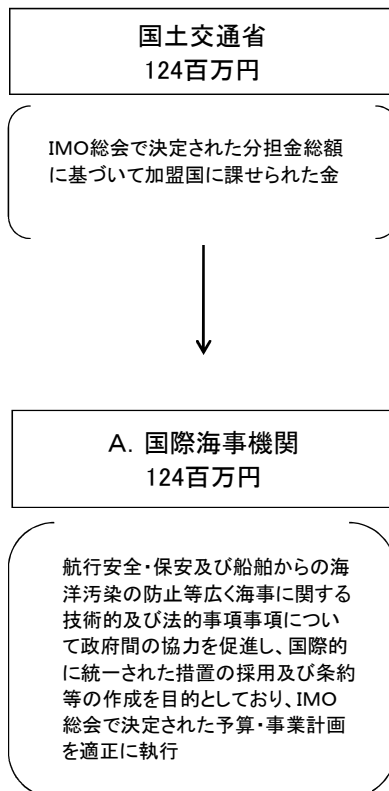 国土交通省
124百万円
IMO総会で決定された分担金総額
に基づいて加盟国に課せられた金
A. 国際海事機関
124百万円
航行安全・保安及び船舶からの海
洋汚染の防止等広く海事に関する
技術的及び法的事項事項につい
て政府間の協力を促進し、国際的
に統一された措置の採用及び条約
等の作成を目的としており、IMO
総会で決定された予算・事業計画
を適正に執行